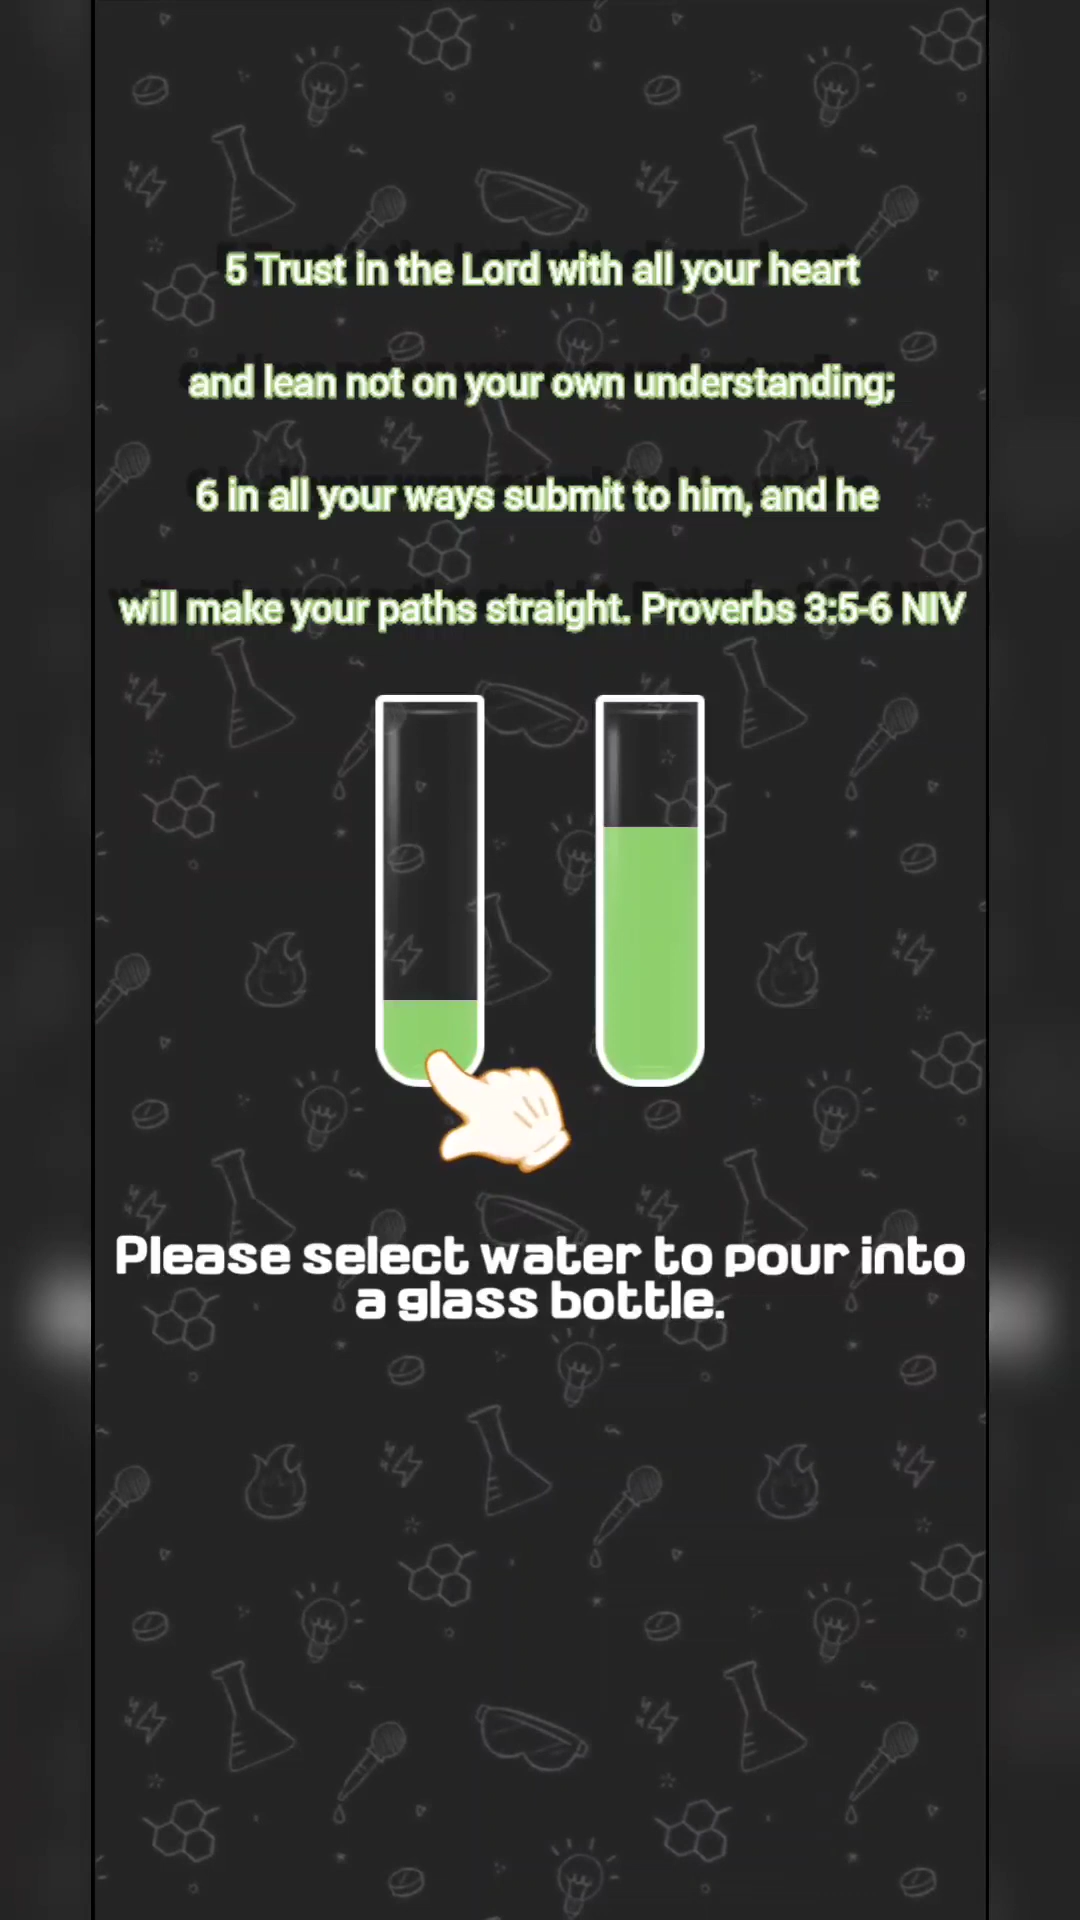 5 Trust in the Lord with all your heart
and lean not on your own understanding;
6 in all your ways submit to him, and he
will make your paths straight. Proverbs 3:5-6 NIV
Please select water to pour into
a glass bottle.